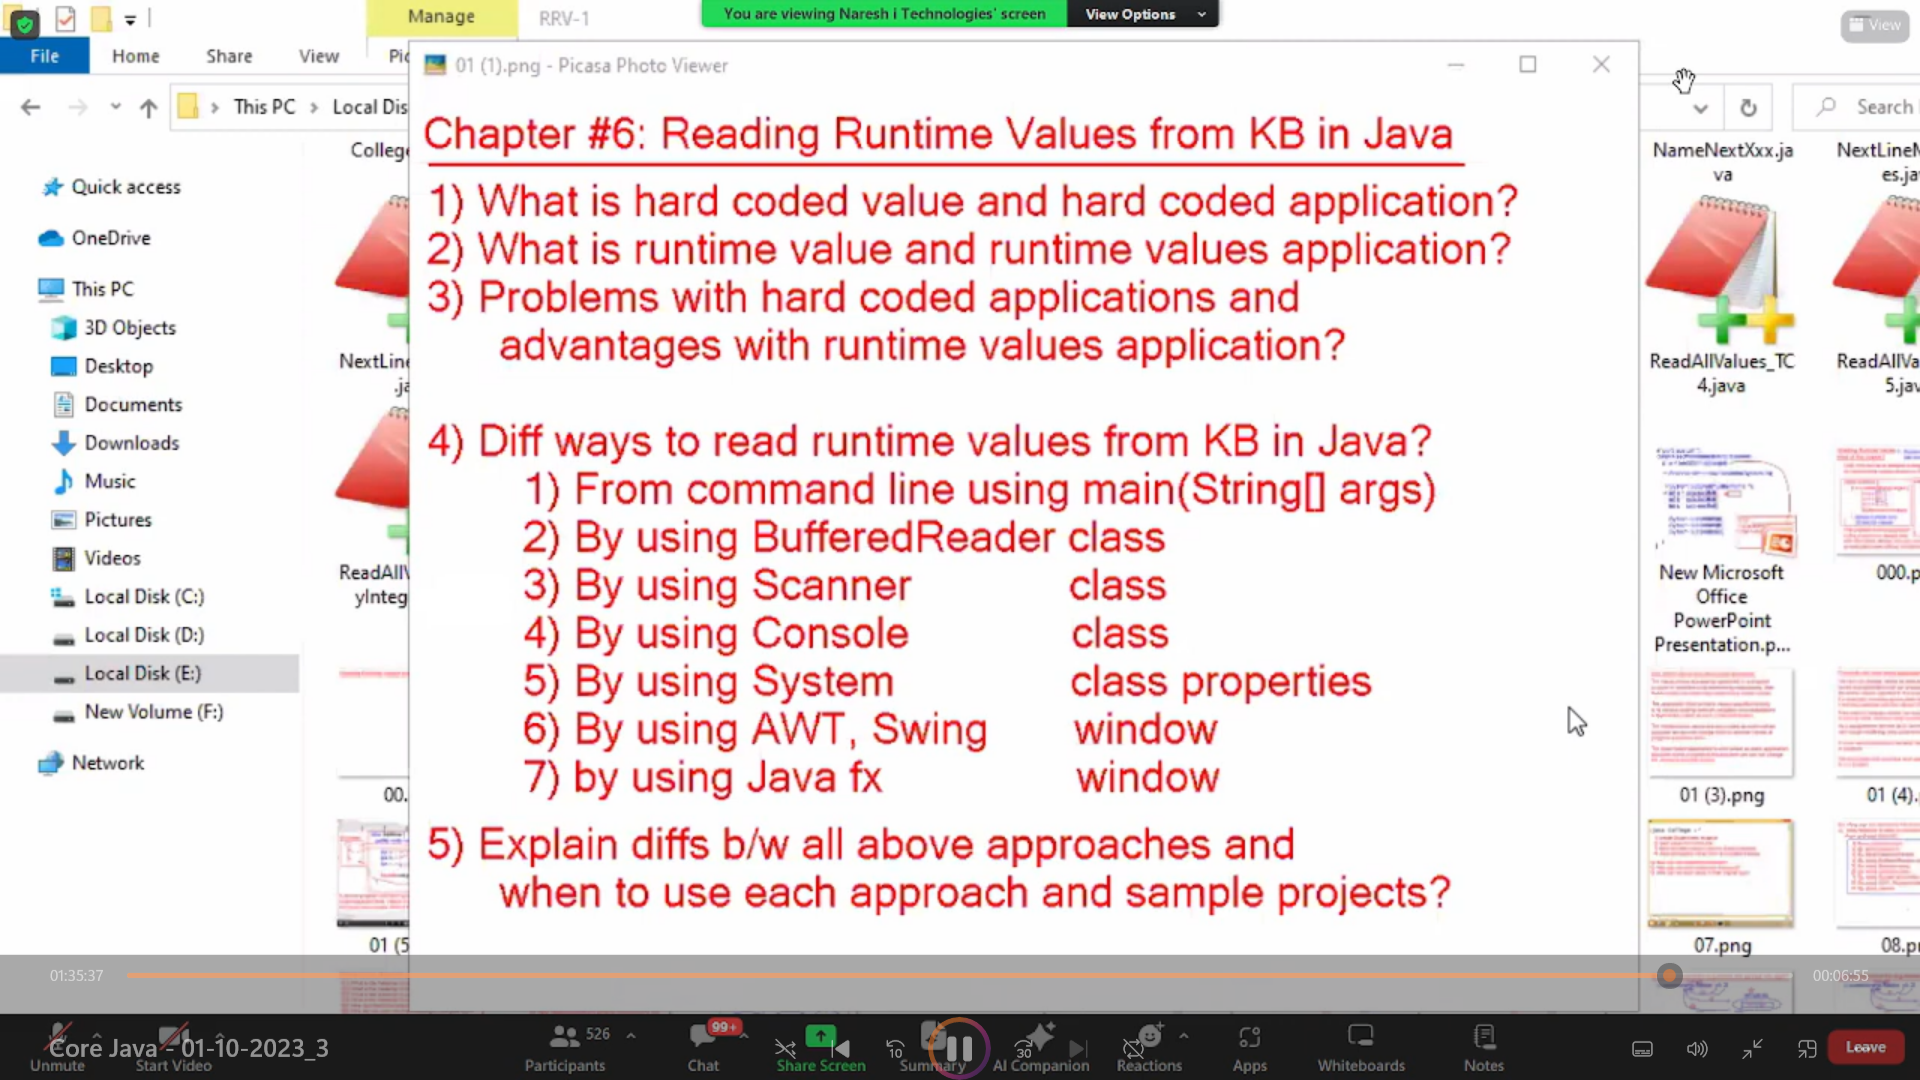 Manage
RRV-1
You are viewing Naresh i Technologies' screen
View Options
View
File
Home
Share
View
01 (1).png - Picasa Photo Viewer
This PC
Local Dis
Search
Quick access
OneDrive
This PC
3D Objects
Desktop
Documents
Downloads
Music
Pictures
Videos
Local Disk (C:)
Local Disk (D:)
Local Disk (E:)
New Volume (F:)
Network
College
NextLine
.ja
ReadAllV
yInteg
00.
01 (5
Chapter #6: Reading Runtime Values from KB in Java
1) What is hard coded value and hard coded application?
2) What is runtime value and runtime values application?
3) Problems with hard coded applications and
advantages with runtime values application?
4) Diff ways to read runtime values from KB in Java?
1) From command line using main(String[] args)
2) By using BufferedReader class
3) By using Scanner class
4) By using Console class
5) By using System class properties
6) By using AWT, Swing window
7) by using Java fx window
5) Explain diffs b/w all above approaches and
when to use each approach and sample projects?
NameNextXxx.ja
va
NextLineM
es.jav
ReadAllValues_TC
4.java
ReadAllVa
5.jav
New Microsoft
Office
PowerPoint
Presentation.p...
000.p
01 (3).png
01 (4).
07.png
08.p
01:35:37
00:06:55
Core Java - 01-10-2023_3
Unmute
Start Video
526
Participants
99+
Chat
Share Screen
10
Summary
30
AI Companion
Reactions
Apps
Whiteboards
Notes
Leave